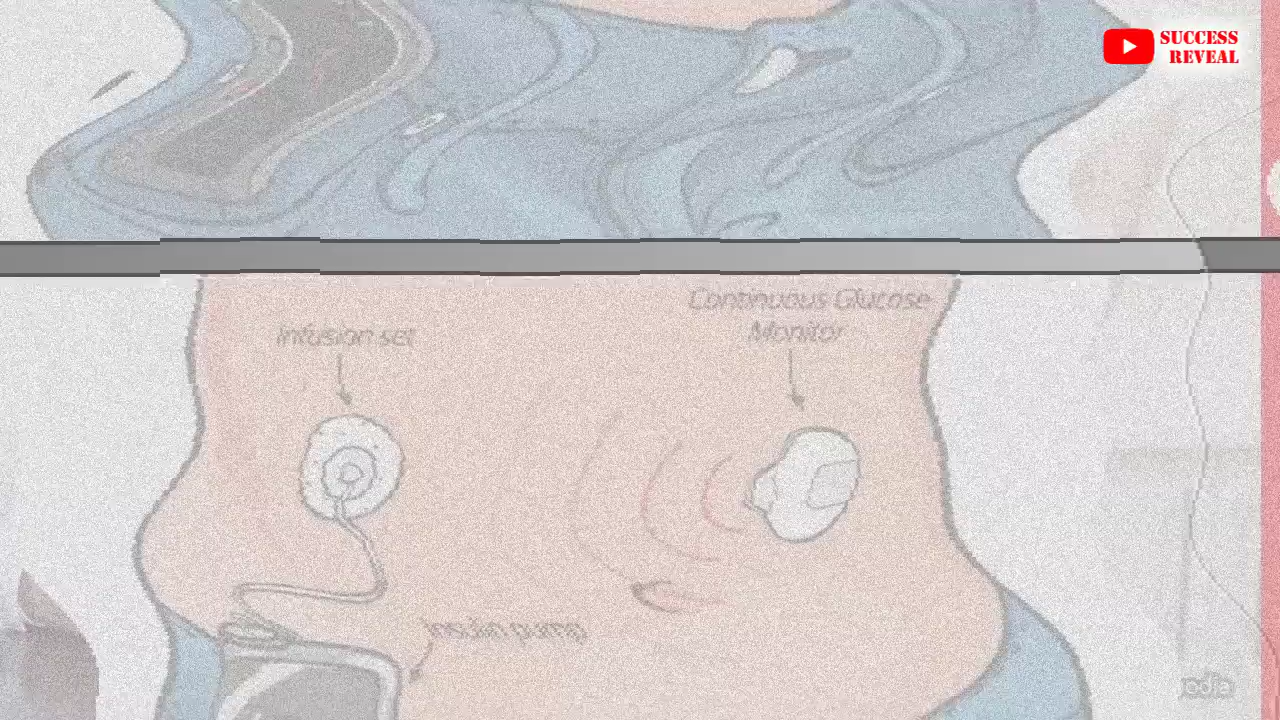 SUCCESS
REVEAL
Continuous Glucose
Monitor
Infusion set
Insulin pump